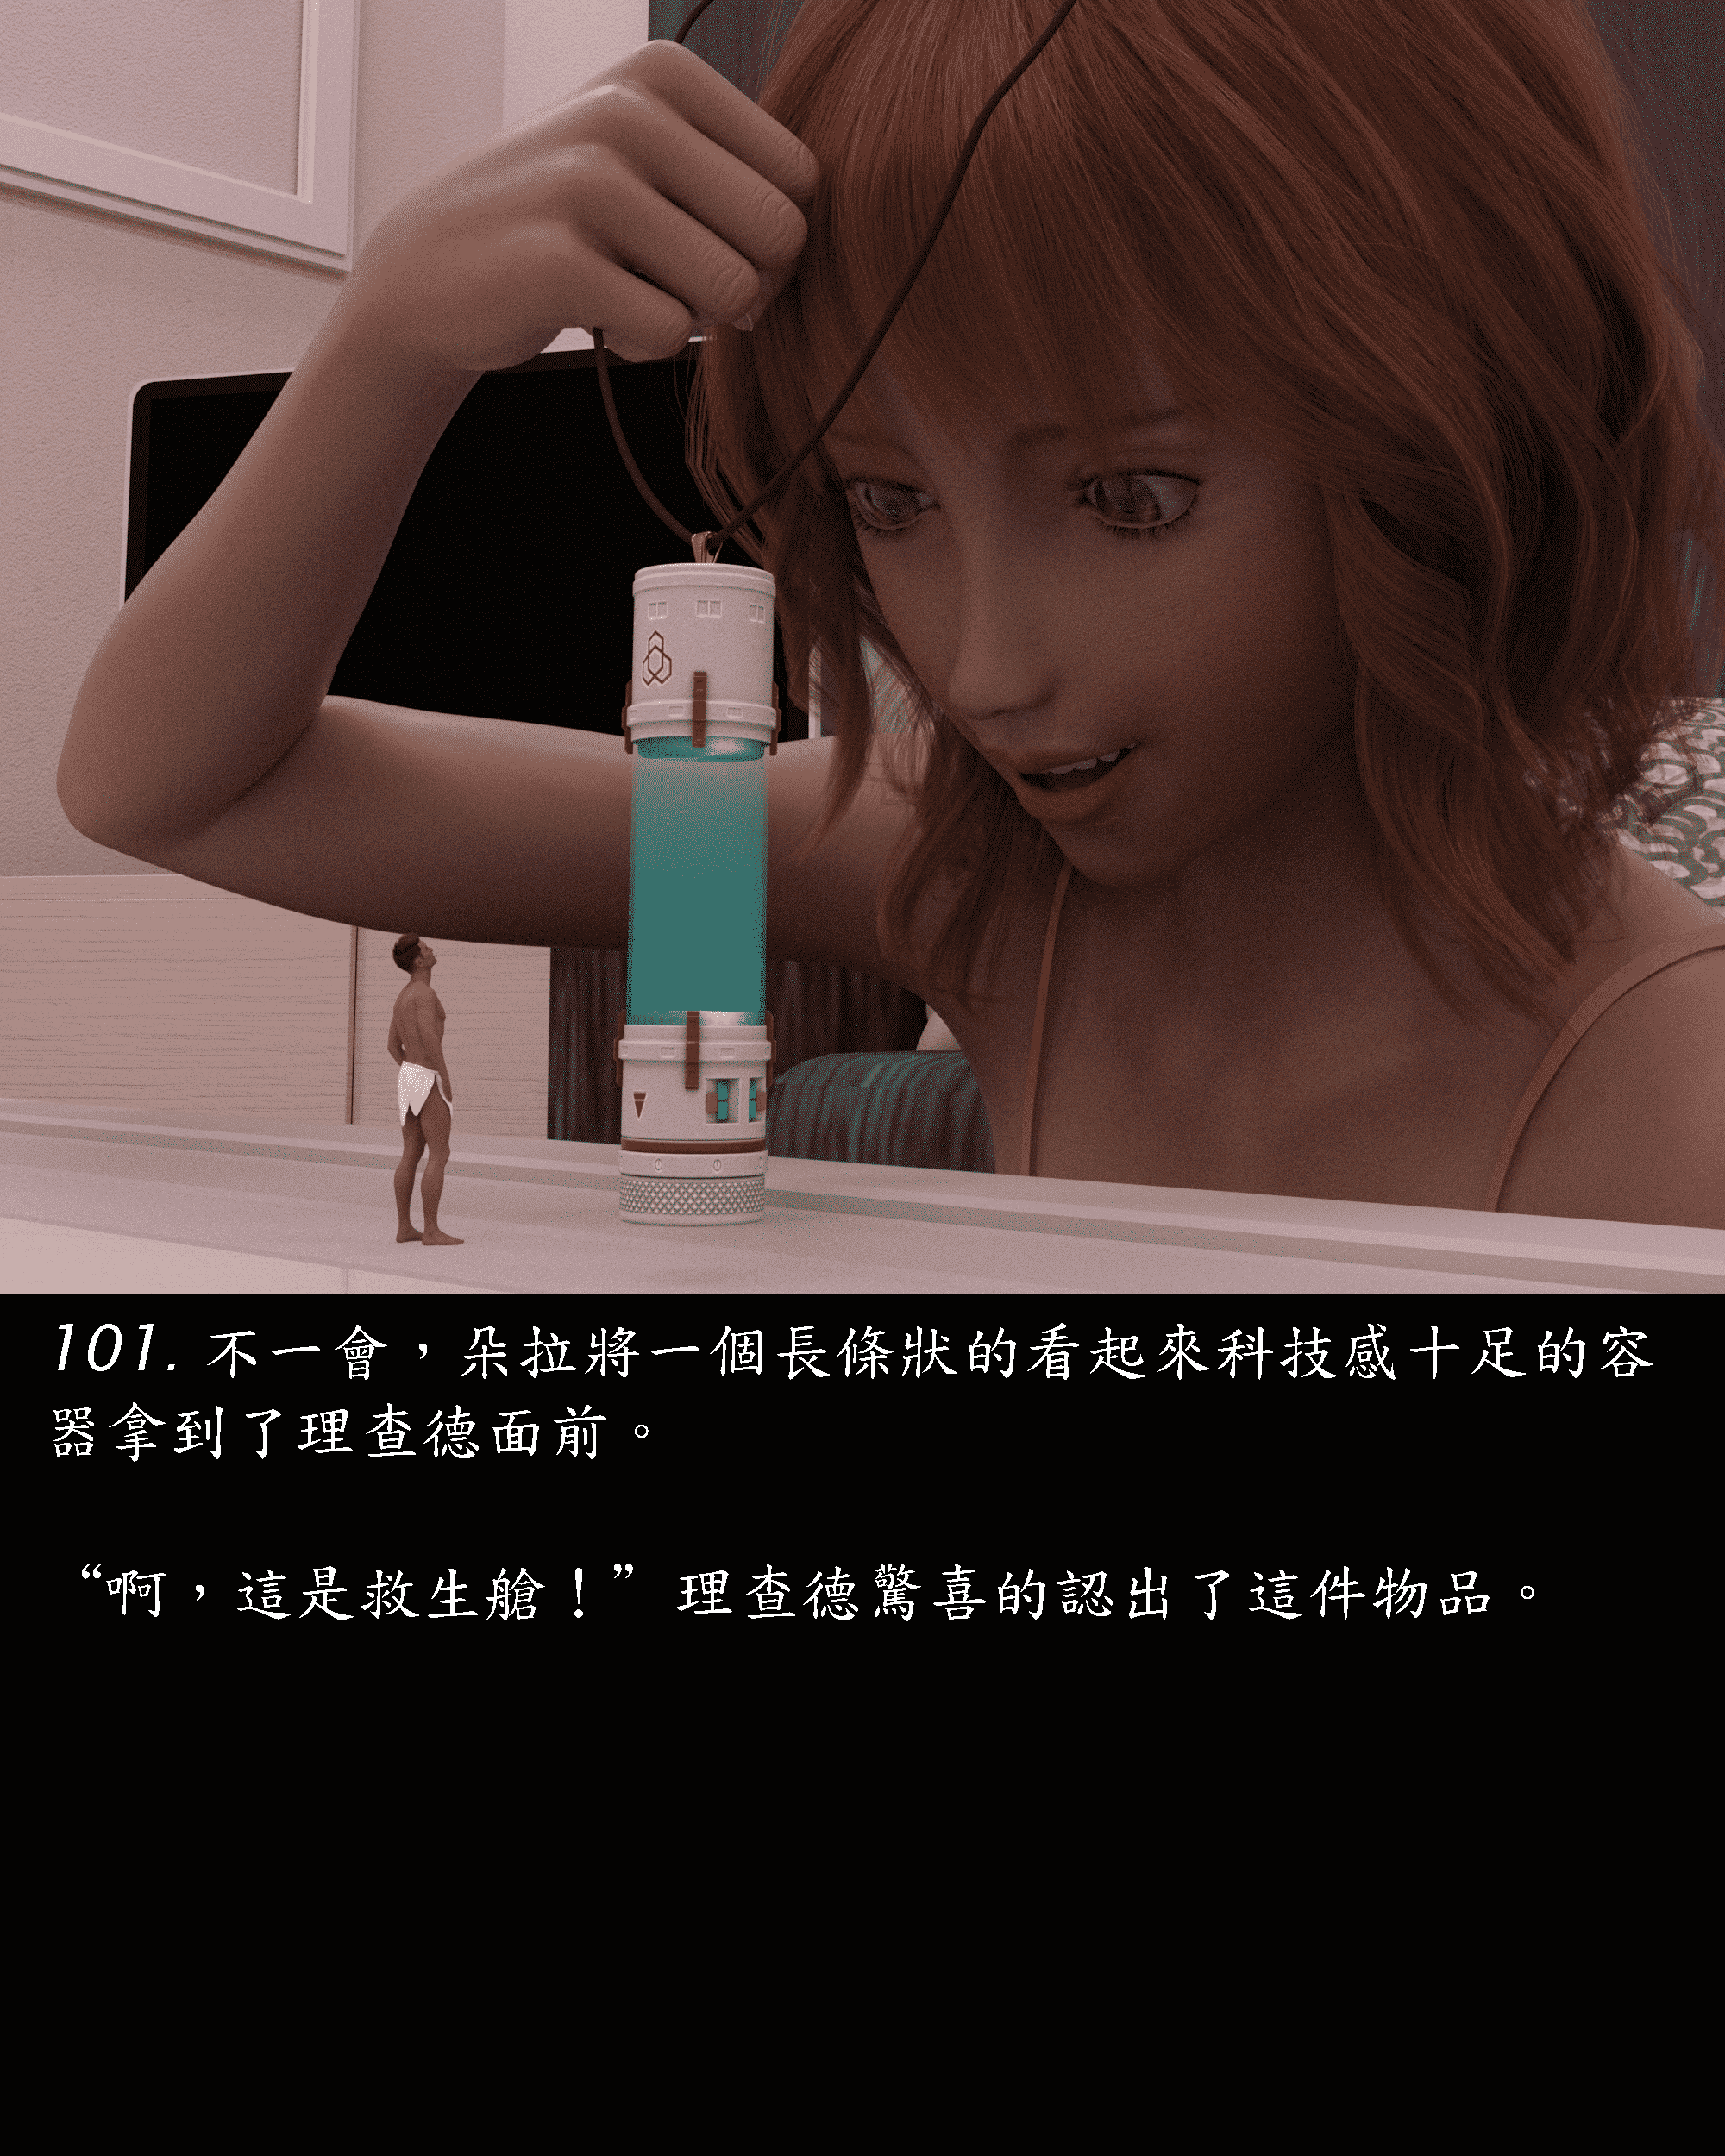 101. 不一會，朵拉將一個長條狀的看起來科技感十足的容
器拿到了理查德面前。
“啊，這是救生艙！”理查德驚喜的認出了這件物品。